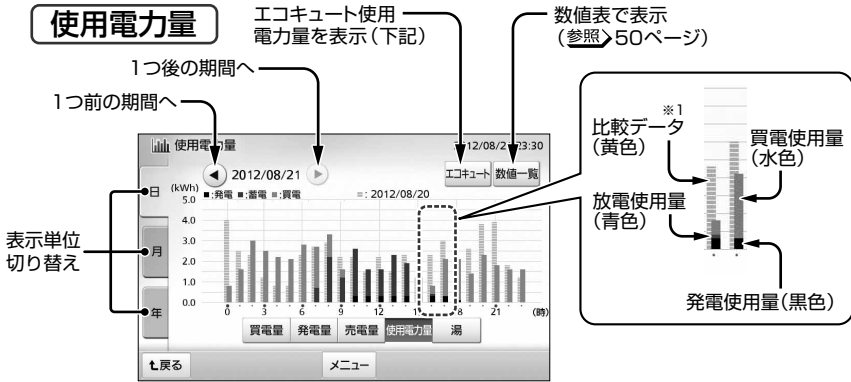 使用電力量
エコキュート使用
電力量を表示（下記）
数値表で表示
（参照 50ページ）
1つ後の期間へ
1つ前の期間へ
※1
比較データ
（黄色）
買電使用量
（水色）
放電使用量
（青色）
発電使用量（黒色）
表示単位
切り替え
使用電力量
2012/08/21
エコキュート
数値一覧
日
月
年
(kWh)
■:発電 ■:蓄電 ■:買電
=: 2012/08/20
5.0
4.0
3.0
2.0
1.0
0.0
0 3 6 9 12 21 (時)
買電量 発電量 売電量 使用電力量 湯
戻る
メニュー